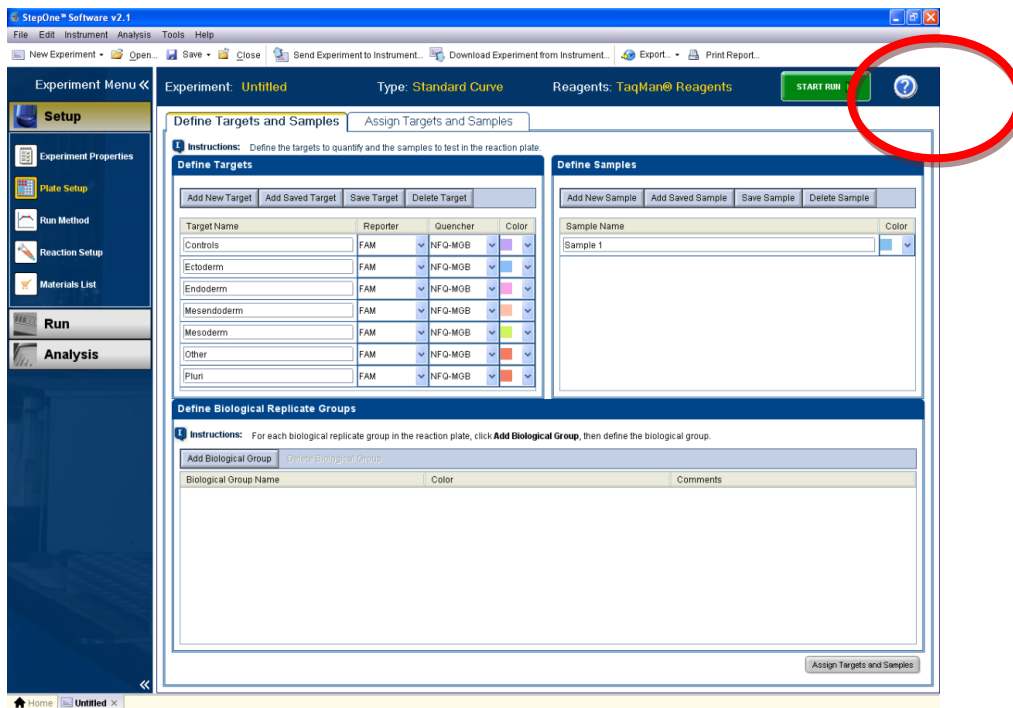 StepOne™ Software v2.1
File Edit Instrument Analysis Tools Help
New Experiment Open... Save Close Send Experiment to Instrument... Download Experiment from Instrument... Export... Print Report...
Experiment Menu «
Experiment: Untitled Type: Standard Curve Reagents: TaqMan® Reagents START RUN ?
Setup
Experiment Properties
Plate Setup
Run Method
Reaction Setup
Materials List
Run
Analysis
«
Define Targets and Samples Assign Targets and Samples
Instructions: Define the targets to quantify and the samples to test in the reaction plate.
Define Targets
Add New Target Add Saved Target Save Target Delete Target
Target Name Reporter Quencher Color
Controls FAM NFQ-MGB
Ectoderm FAM NFQ-MGB
Endoderm FAM NFQ-MGB
Mesendoderm FAM NFQ-MGB
Mesoderm FAM NFQ-MGB
Other FAM NFQ-MGB
Pluri FAM NFQ-MGB
Define Samples
Add New Sample Add Saved Sample Save Sample Delete Sample
Sample Name Color
Sample 1
Define Biological Replicate Groups
Instructions: For each biological replicate group in the reaction plate, click Add Biological Group, then define the biological group.
Add Biological Group Delete Biological Group
Biological Group Name Color Comments
Assign Targets and Samples
Home Untitled ×